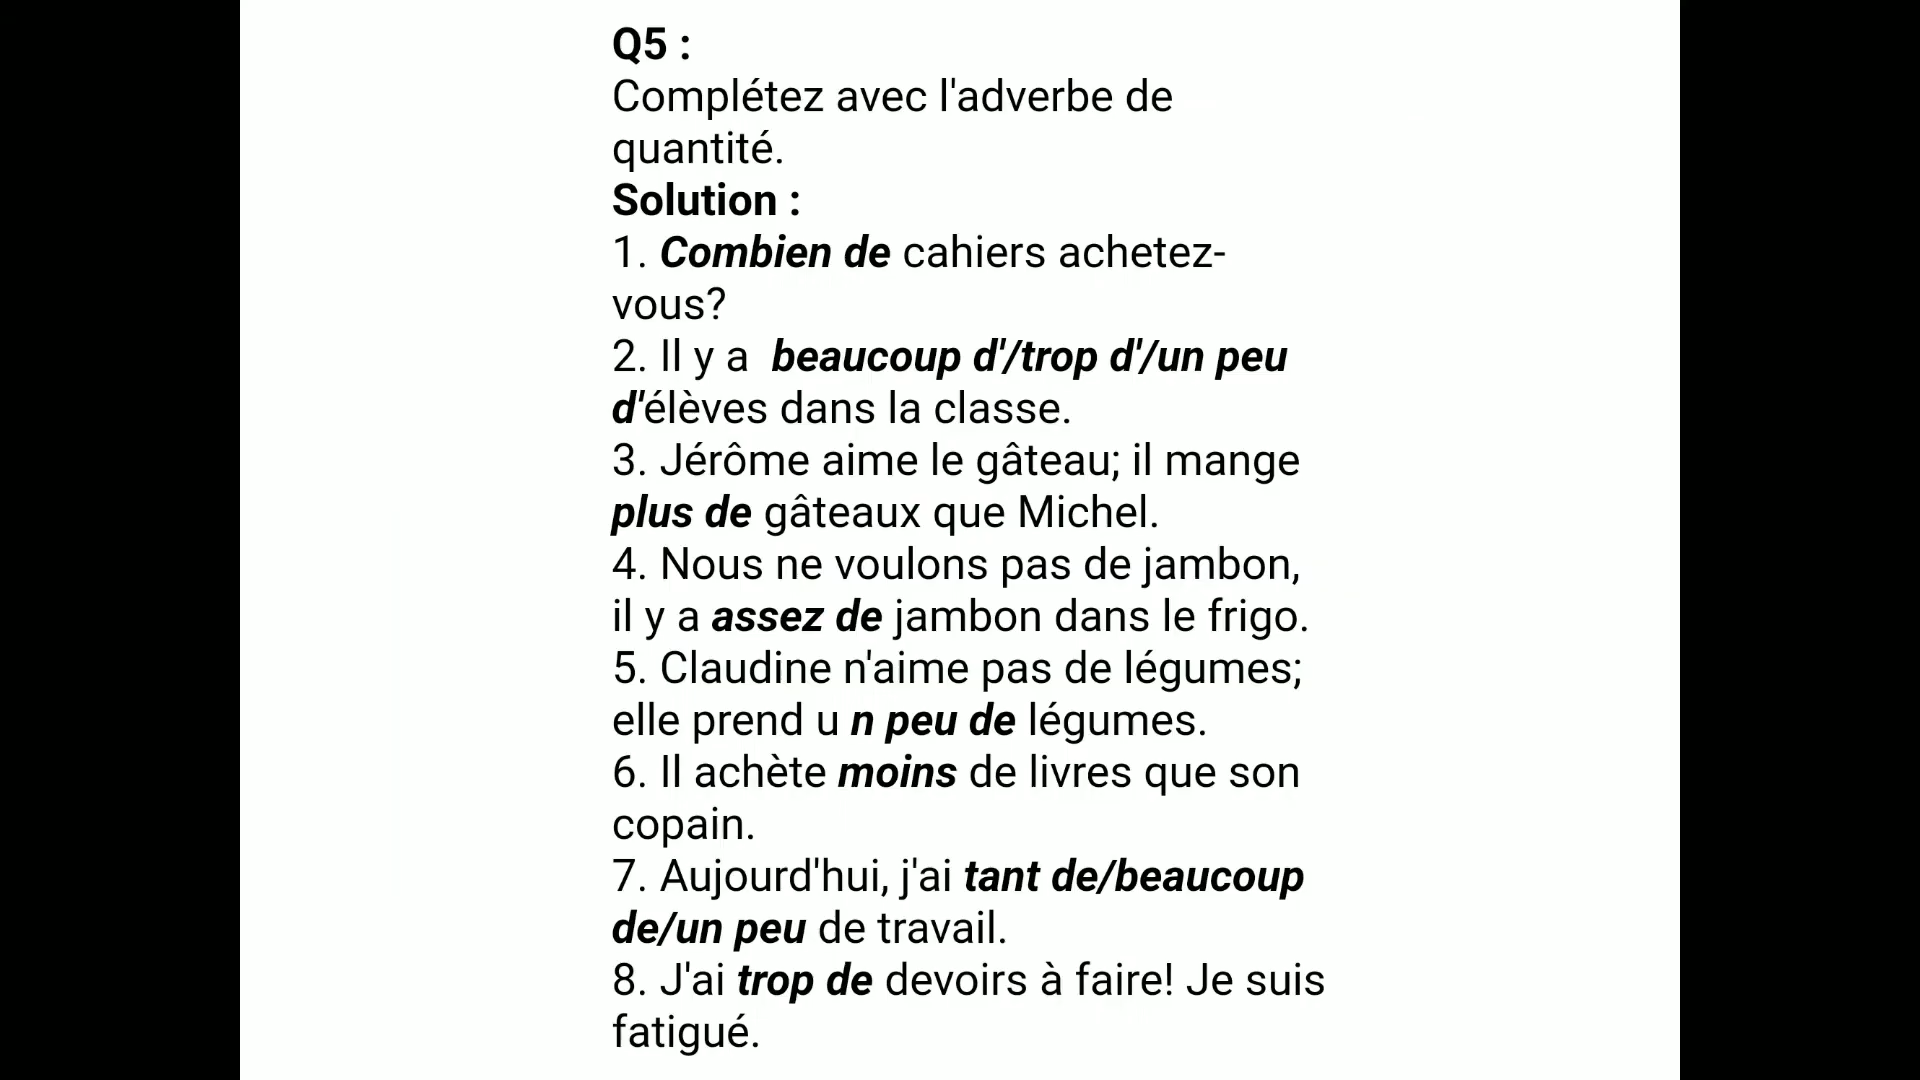 Q5 :
Complétez avec l'adverbe de
quantité.
Solution :
1. Combien de cahiers achetez-
vous?
2. Il y a  beaucoup d'/trop d'/un peu
d'élèves dans la classe.
3. Jérôme aime le gâteau; il mange
plus de gâteaux que Michel.
4. Nous ne voulons pas de jambon,
il y a assez de jambon dans le frigo.
5. Claudine n'aime pas de légumes;
elle prend u n peu de légumes.
6. Il achète moins de livres que son
copain.
7. Aujourd'hui, j'ai tant de/beaucoup
de/un peu de travail.
8. J'ai trop de devoirs à faire! Je suis
fatigué.